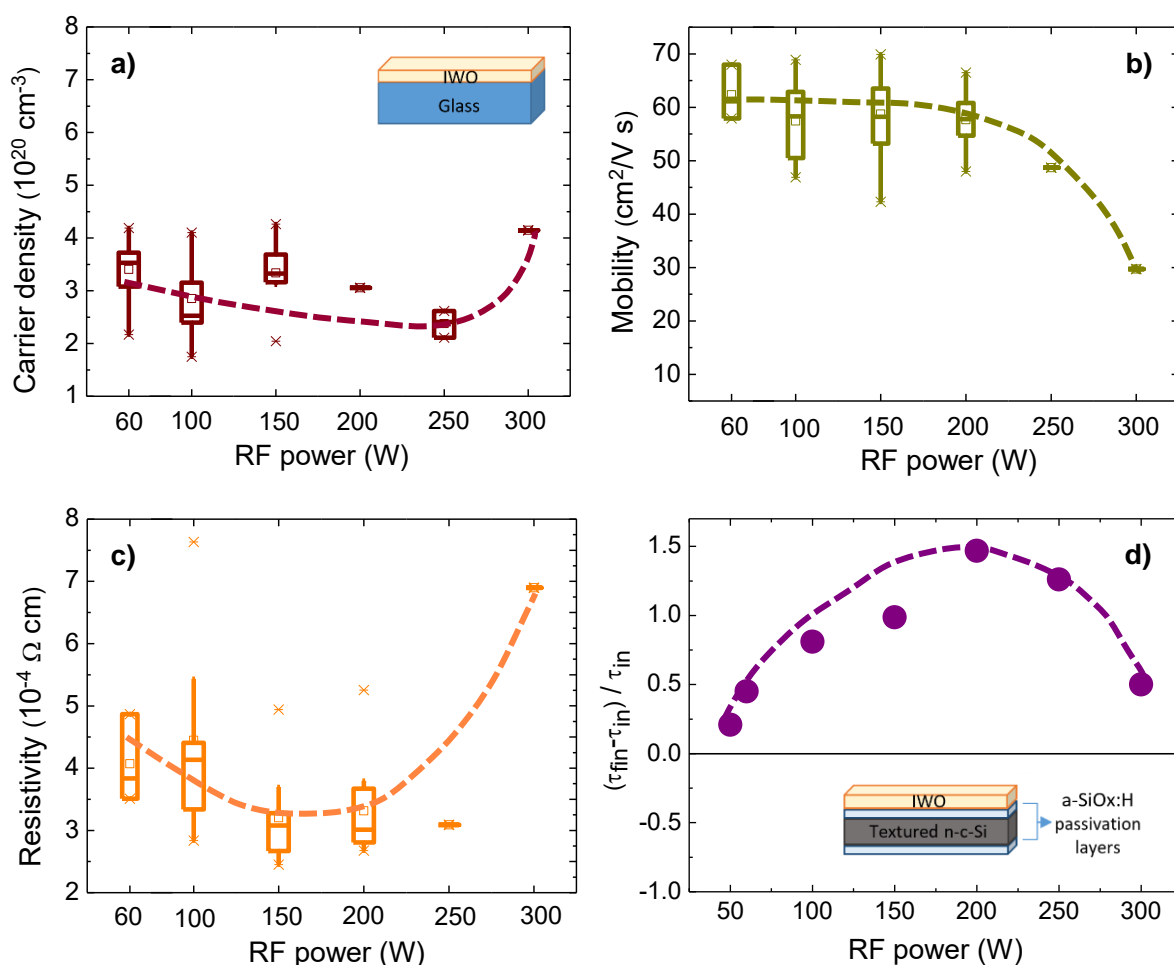 a)
IWO
Glass
Carrier density (10²⁰ cm⁻³)
8
7
6
5
4
3
2
1
60 100 150 200 250 300
RF power (W)
b)
Mobility (cm²/V s)
70
60
50
40
30
20
10
60 100 150 200 250 300
RF power (W)
c)
Resistivity (10⁻⁴ Ω cm)
8
7
6
5
4
3
2
60 100 150 200 250 300
RF power (W)
d)
(τfin-τin) / τin
1.5
1.0
0.5
0.0
-0.5
-1.0
IWO
Textured n-c-Si
a-SiOx:H
passivation
layers
50 100 150 200 250 300
RF power (W)